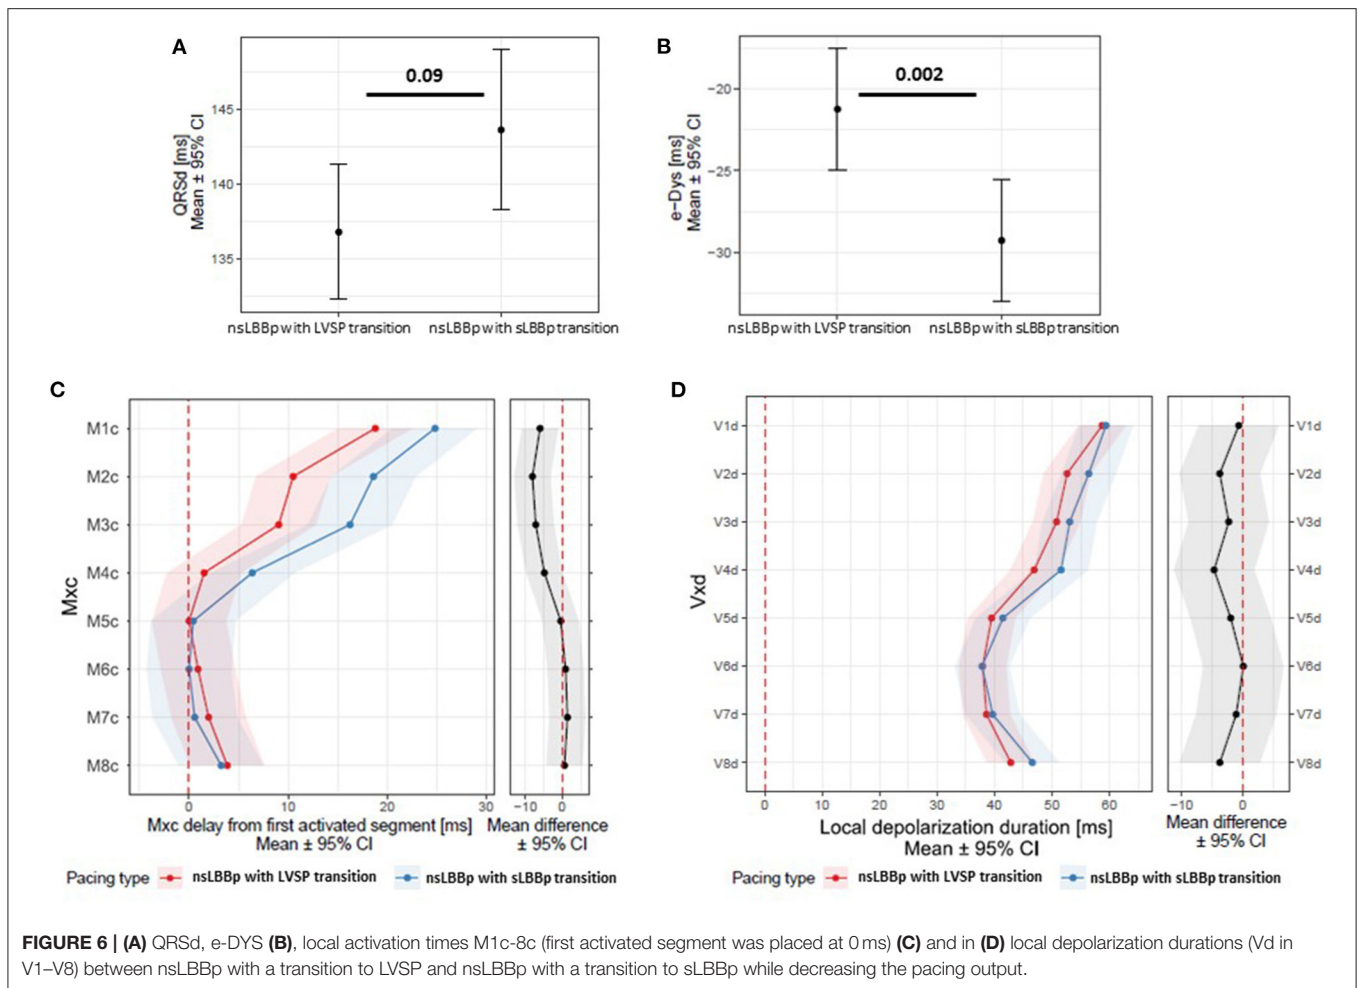 A
QRSd [ms]
Mean ± 95% CI
145
140
135
0.09
nsLBBp with LVSP transition
nsLBBp with sLBBp transition
B
e-Dys [ms]
Mean ± 95% CI
−20
−25
−30
0.002
nsLBBp with LVSP transition
nsLBBp with sLBBp transition
C
Mxc
M1c
M2c
M3c
M4c
M5c
M6c
M7c
M8c
0 10 20 30
−10 0
Mxc delay from first activated segment [ms]
Mean ± 95% CI
Mean difference
± 95% CI
Pacing type nsLBBp with LVSP transition nsLBBp with sLBBp transition
D
Vxd
V1d
V2d
V3d
V4d
V5d
V6d
V7d
V8d
0 10 20 30 40 50 60
−10 0
V1d
V2d
V3d
V4d
V5d
V6d
V7d
V8d
Local depolarization duration [ms]
Mean ± 95% CI
Mean difference
± 95% CI
Pacing type nsLBBp with LVSP transition nsLBBp with sLBBp transition
FIGURE 6 | (A) QRSd, e-DYS (B), local activation times M1c-8c (first activated segment was placed at 0 ms) (C) and in (D) local depolarization durations (Vd in
V1–V8) between nsLBBp with a transition to LVSP and nsLBBp with a transition to sLBBp while decreasing the pacing output.